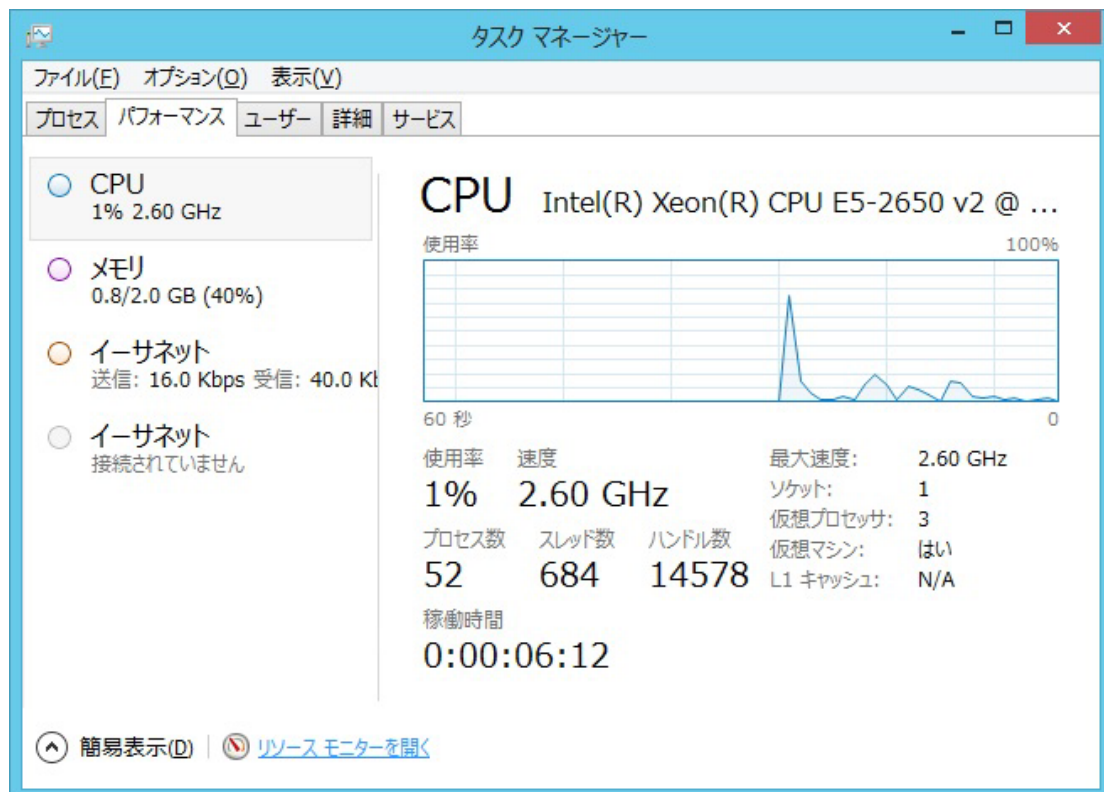 タスク マネージャー
ファイル(F) オプション(O) 表示(V)
プロセス パフォーマンス ユーザー 詳細 サービス
CPU
1% 2.60 GHz
メモリ
0.8/2.0 GB (40%)
イーサネット
送信: 16.0 Kbps 受信: 40.0 Kb
イーサネット
接続されていません
CPU Intel(R) Xeon(R) CPU E5-2650 v2 @ ...
使用率 100%
60 秒 0
使用率 速度
1% 2.60 GHz
プロセス数 スレッド数 ハンドル数
52 684 14578
稼働時間
0:00:06:12
最大速度: 2.60 GHz
ソケット: 1
仮想プロセッサ: 3
仮想マシン: はい
L1 キャッシュ: N/A
簡易表示(D) リソース モニターを開く